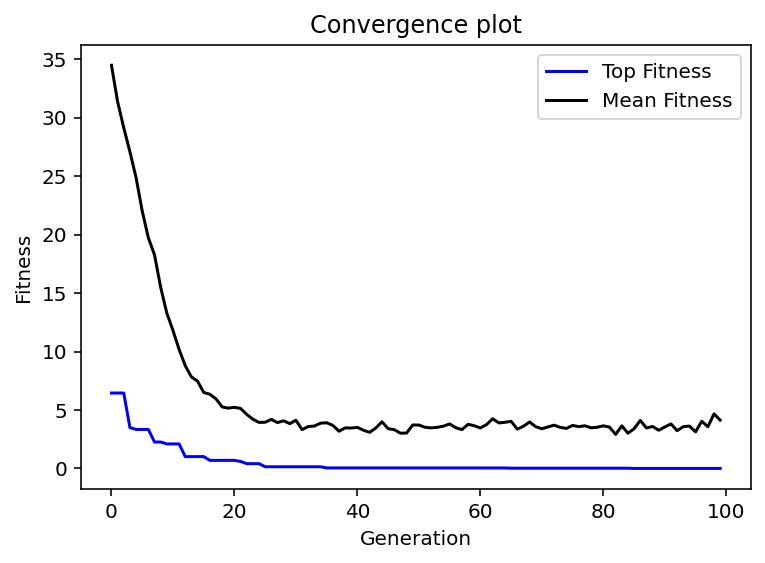 Convergence plot
Top Fitness
Mean Fitness
35
30
25
20
15
10
5
0
Fitness
0 20 40 60 80 100
Generation